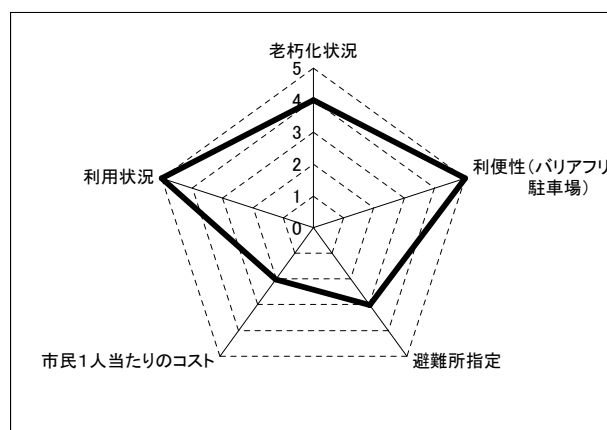 老朽化状況
5
4
3
2
1
0
利便性（バリアフリ
駐車場）
避難所指定
市民１人当たりのコスト
利用状況